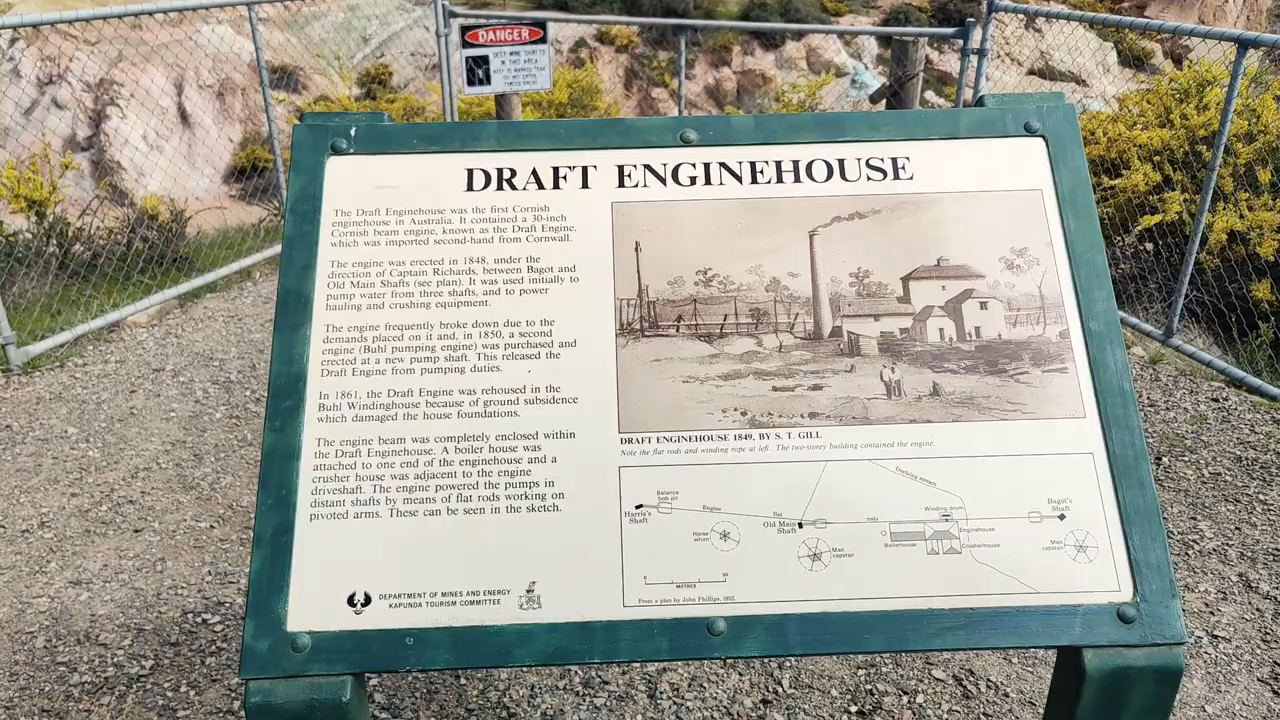 DANGER
IN THIS AREA
DRAFT ENGINEHOUSE
The Draft Enginehouse was the first Cornish
enginehouse in Australia. It contained a 30-inch
Cornish beam engine, known as the Draft Engine,
which was imported second-hand from Cornwall.
The engine was erected in 1848, under the
direction of Captain Richards, between Bagot and
Old Main Shafts (see plan). It was used initially to
pump water from three shafts, and to power
hauling and crushing equipment.
The engine frequently broke down due to the
demands placed on it and, in 1850, a second
engine (Buhl pumping engine) was purchased and
erected at a new pump shaft. This released the
Draft Engine from pumping duties.
In 1861, the Draft Engine was rehoused in the
Buhl Windinghouse because of ground subsidence
which damaged the house foundations.
The engine beam was completely enclosed within
the Draft Enginehouse. A boiler house was
attached to one end of the enginehouse and a
crusher house was adjacent to the engine
driveshaft. The engine powered the pumps in
distant shafts by means of flat rods working on
pivoted arms. These can be seen in the sketch.
DEPARTMENT OF MINES AND ENERGY
KAPUNDA TOURISM COMMITTEE
DRAFT ENGINEHOUSE 1849, BY S. T. GILL
Note the flat rods and winding rope at left. The two-storey building contained the engine.
Harris's
Shaft
Balance
bob pit
Engine
Horse
whim
flat
Old Main
Shaft
Man
capstan
rods
Boilerhouse
Winding drum
Enginehouse
Crusherhouse
Bagot's
Shaft
Man
capstan
0 30
METRES
From a plan by John Phillips, 1852.